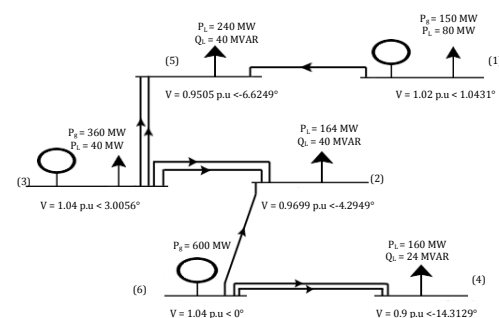 P_L = 240 MW
Q_L = 40 MVAR
P_g = 150 MW
P_L = 80 MW
(5)
(1
V = 0.9505 p.u <-6.6249°
V = 1.02 p.u < 1.0431°
P_g = 360 MW
P_L = 40 MW
P_L = 164 MW
Q_L = 40 MVAR
(3)
(2)
V = 1.04 p.u < 3.0056°
V = 0.9699 p.u <-4.2949°
P_g = 600 MW
P_L = 160 MW
Q_L = 24 MVAR
(6)
(4)
V = 1.04 p.u < 0°
V = 0.9 p.u <-14.3129°